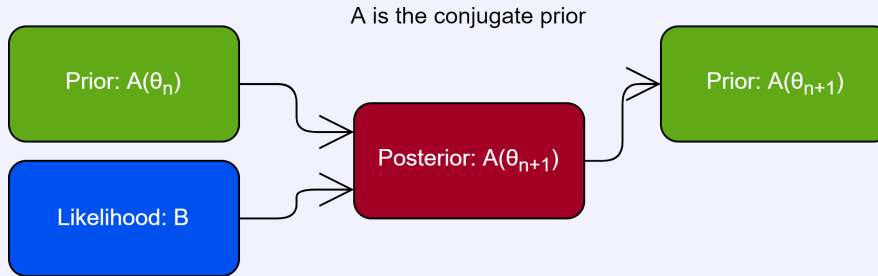 A is the conjugate prior
Prior: A(θₙ)
Likelihood: B
Posterior: A(θₙ₊₁)
Prior: A(θₙ₊₁)